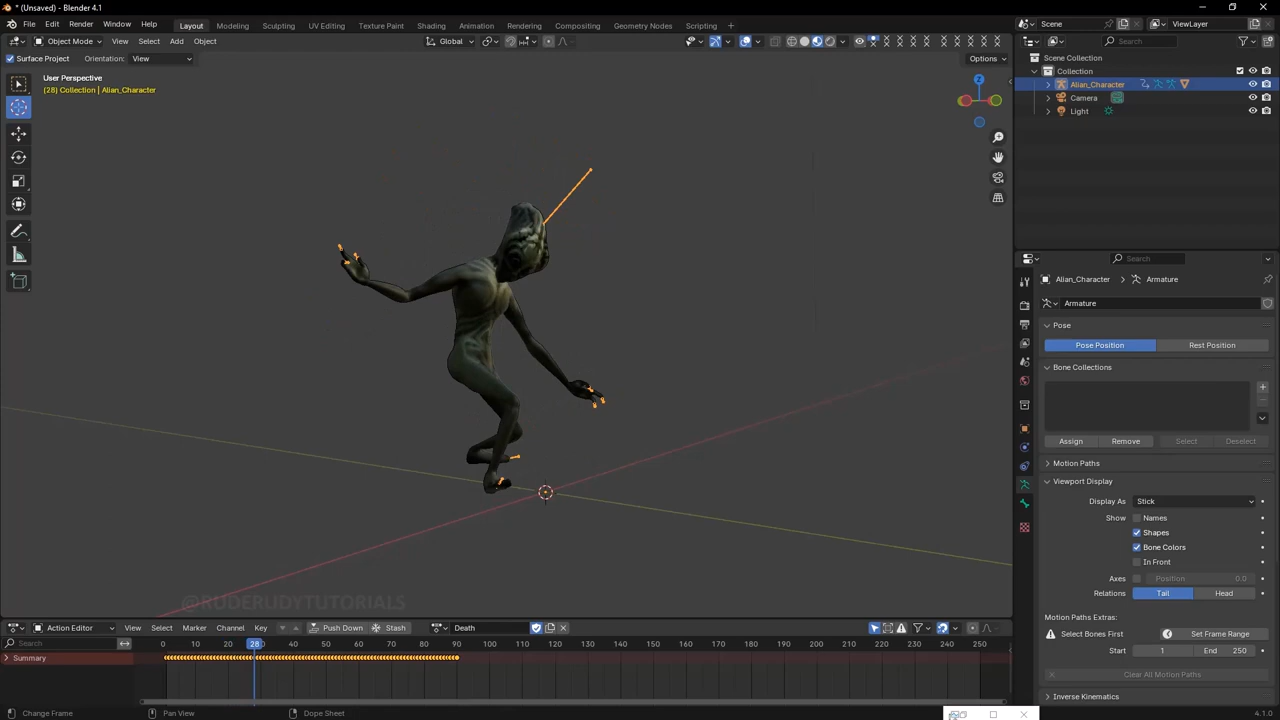 * (Unsaved) - Blender 4.1
File Edit Render Window Help Layout Modeling Sculpting UV Editing Texture Paint Shading Animation Rendering Compositing Geometry Nodes Scripting + Scene ViewLayer
Object Mode View Select Add Object Global Search
Surface Project Orientation: View Options Scene Collection
User Perspective Collection
(28) Collection | Alian_Character Alian_Character
Z
Camera
Light
Search
Alian_Character > Armature
Armature
Pose
Pose Position Rest Position
Bone Collections
Assign Remove Select Deselect
Motion Paths
Viewport Display
Display As Stick
Show Names
Shapes
Bone Colors
In Front
Axes Position 0.0
Relations Tail Head
@RUDERUDYTUTORIALS
Motion Paths Extras:
Action Editor View Select Marker Channel Key Push Down Stash Death
Select Bones First Set Frame Range
Search 0 10 20 28 40 50 60 70 80 90 100 110 120 130 140 150 160 170 180 190 200 210 220 230 240 250
Start 1 End 250
Summary
Clear All Motion Paths
Inverse Kinematics
Change Frame Pan View Dope Sheet 4.1.0